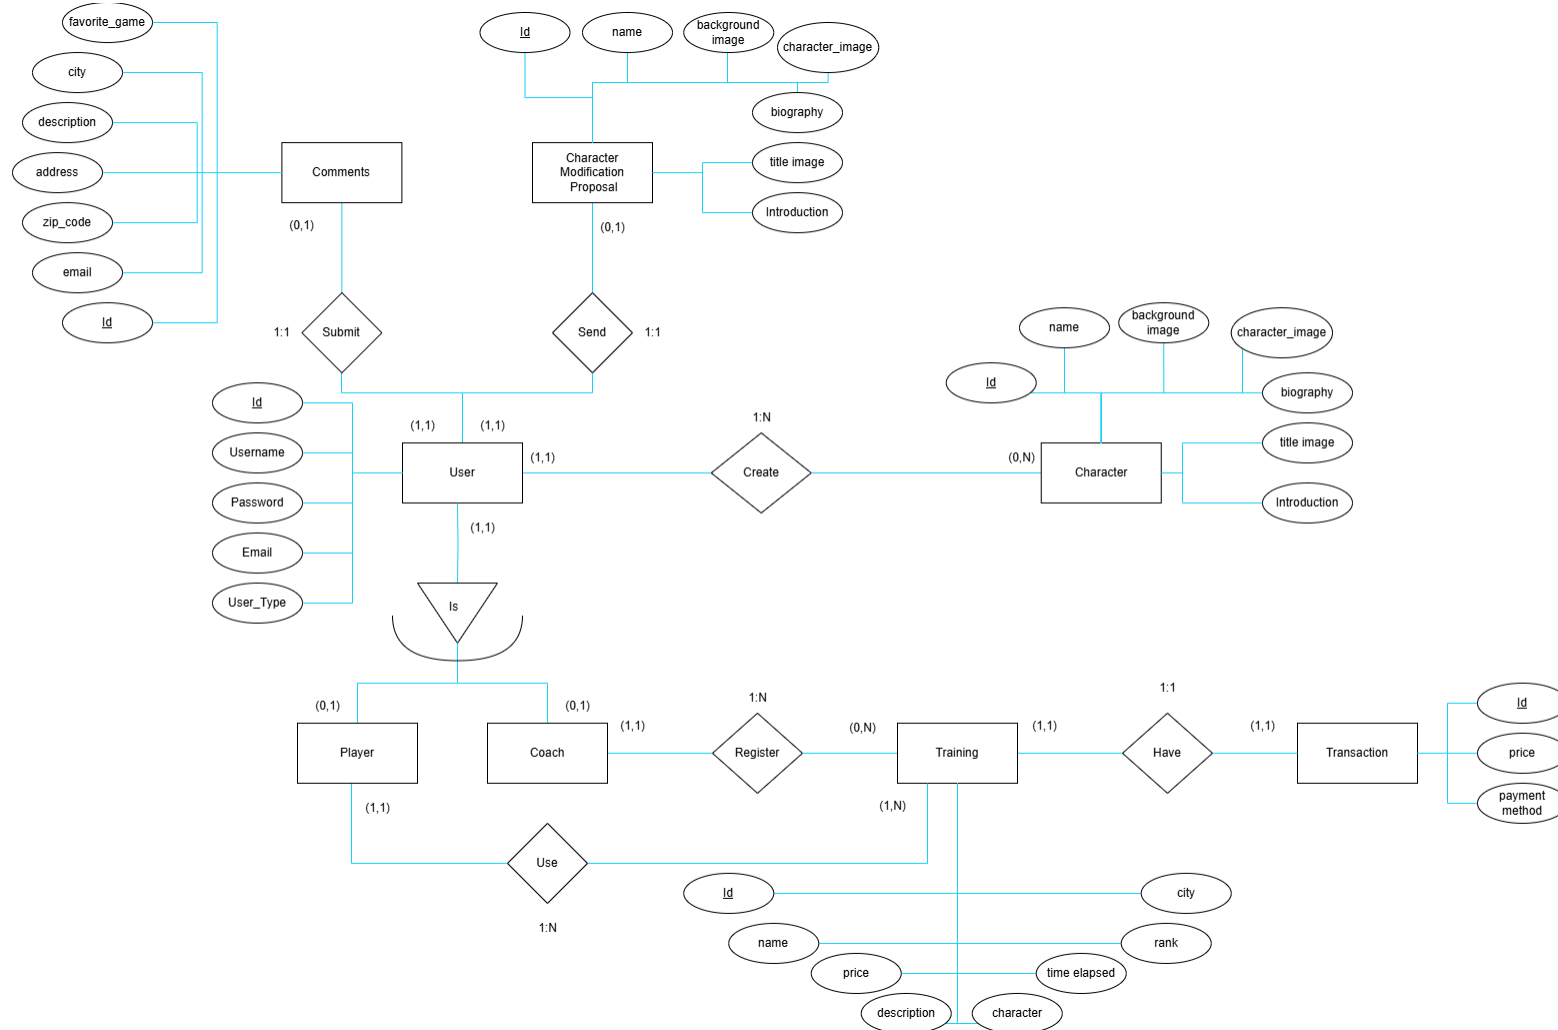 favorite_game
city
description
address
zip_code
email
Id
Comments
(0,1)
1:1
Submit
Id
name
background
image
character_image
biography
title image
Introduction
Character
Modification
Proposal
(0,1)
Send
1:1
Id
Username
Password
Email
User_Type
(1,1)
(1,1)
User
(1,1)
(1,1)
1:N
Create
(0,N)
Character
Id
name
background
image
character_image
biography
title image
Introduction
Is
(0,1)
(0,1)
Player
Coach
(1,1)
1:N
Register
(0,N)
Training
(1,1)
1:1
Have
(1,1)
Transaction
Id
price
payment
method
(1,1)
Use
1:N
(1,N)
Id
city
name
rank
price
time elapsed
description
character